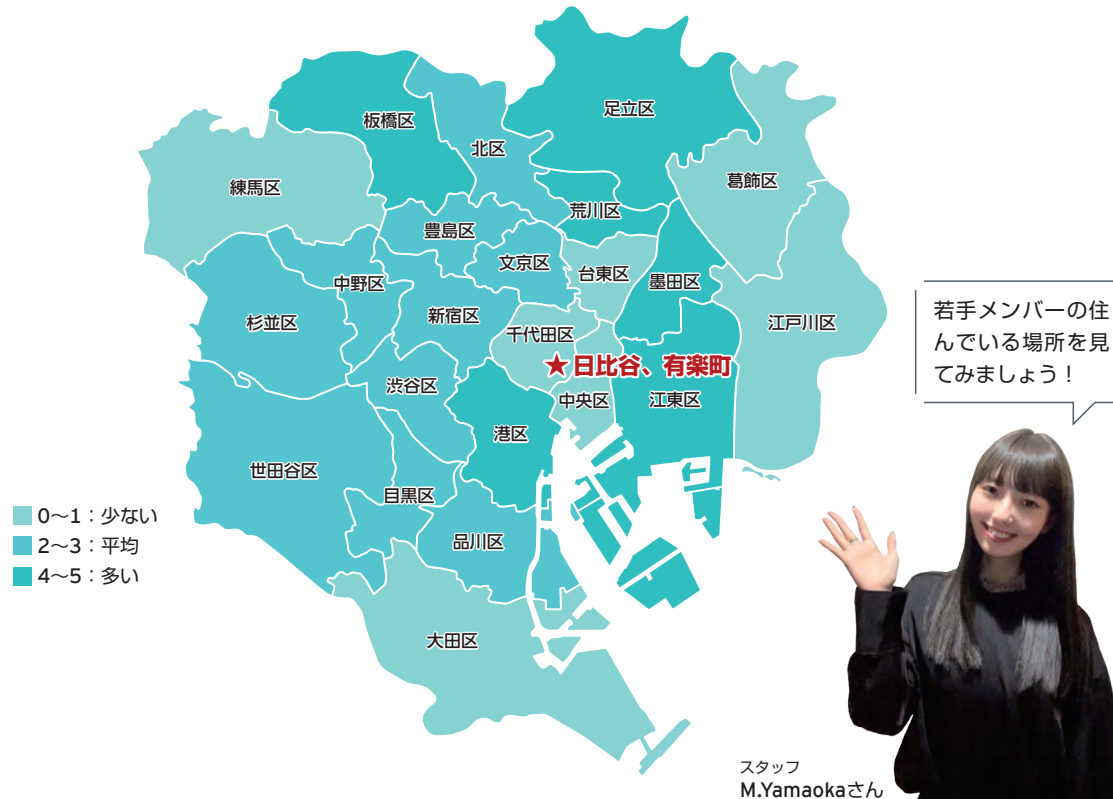 足立区
板橋区
北区
葛飾区
練馬区
荒川区
豊島区
文京区
台東区
墨田区
中野区
新宿区
杉並区
千代田区
江戸川区
★日比谷、有楽町
渋谷区
中央区
江東区
港区
世田谷区
目黒区
品川区
大田区
0〜1：少ない
2〜3：平均
4〜5：多い
若手メンバーの住
んでいる場所を見
てみましょう！
スタッフ
M.Yamaokaさん